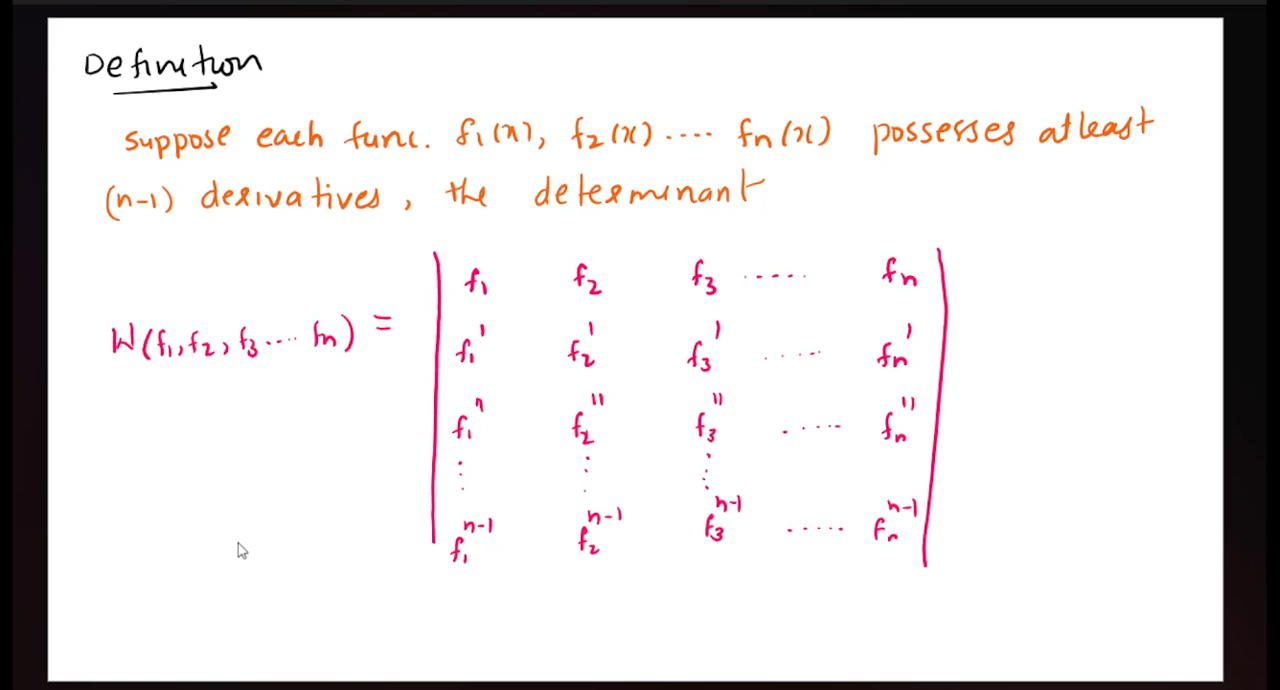 Definition
suppose each func. f₁(x), f₂(x) .... fn(x) possesses atleast
(n-1) derivatives, the determinant
f₁ f₂ f₃ ...... fn
W(f₁, f₂, f₃ .... fn) =
f₁' f₂' f₃' ...... fn'
f₁'' f₂'' f₃'' ...... fn''
⋮ ⋮ ⋮
f₁ⁿ⁻¹ f₂ⁿ⁻¹ f₃ⁿ⁻¹ ...... fnⁿ⁻¹